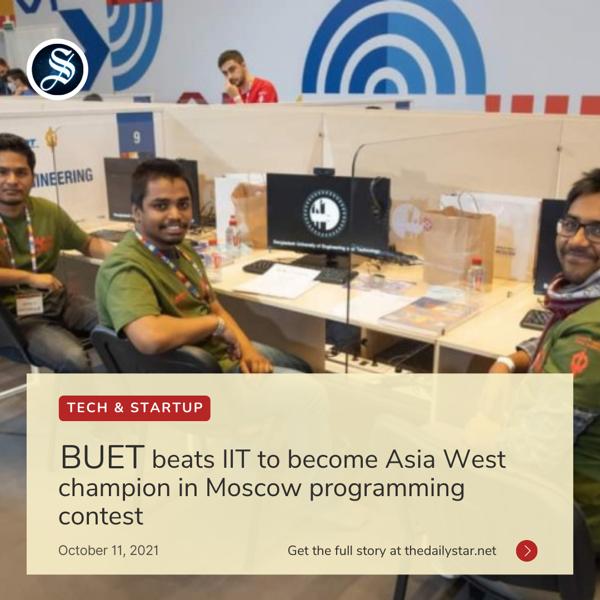 S
9
INEERING
Bangladesh University of Engineering & Technology
TECH & STARTUP
BUET beats IIT to become Asia West
champion in Moscow programming
contest
October 11, 2021
Get the full story at thedailystar.net